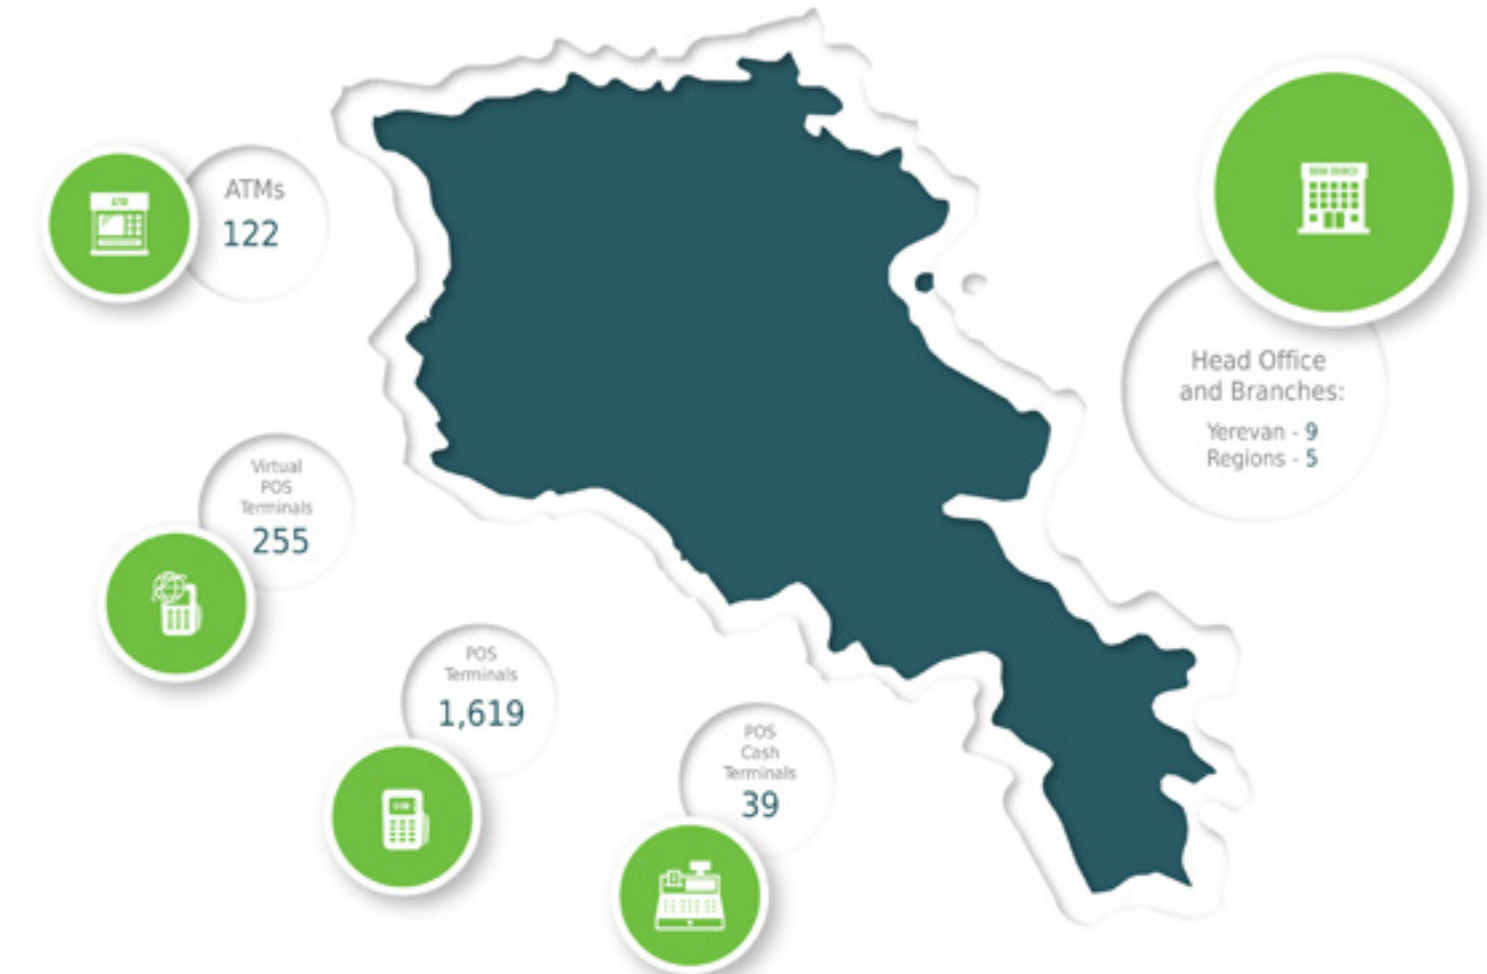 ATMs
122
ATM
Head Office
and Branches:
Yerevan - 9
Regions - 5
Virtual
POS
Terminals
255
POS
Terminals
1,619
POS
Cash
Terminals
39